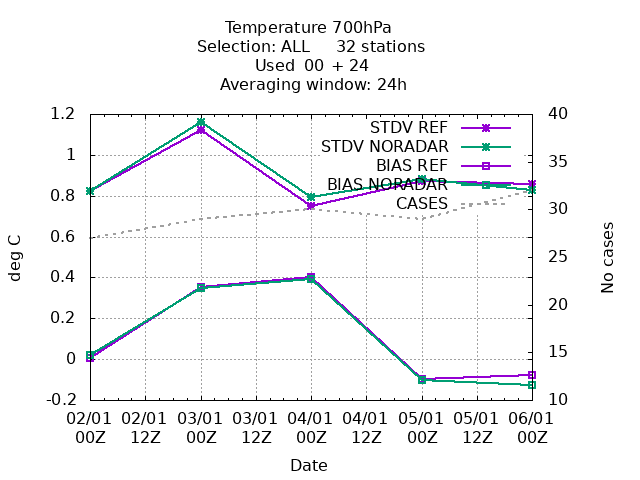 Temperature 700hPa
Selection: ALL 32 stations
Used 00 + 24
Averaging window: 24h
1.2
1
0.8
0.6
0.4
0.2
0
-0.2
40
35
30
25
20
15
10
deg C
No cases
STDV REF
STDV NORADAR
BIAS REF
BIAS NORADAR
CASES
02/01 02/01 03/01 03/01 04/01 04/01 05/01 05/01 06/01
00Z 12Z 00Z 12Z 00Z 12Z 00Z 12Z 00Z
Date